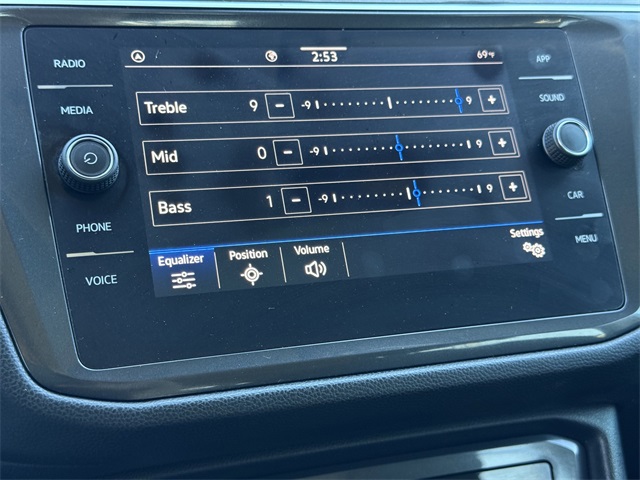 RADIO
MEDIA
PHONE
VOICE
2:53
69°F
Treble 9 - -9 9 +
Mid 0 - -9 9 +
Bass 1 - -9 9 +
Equalizer Position Volume Settings
APP
SOUND
CAR
MENU